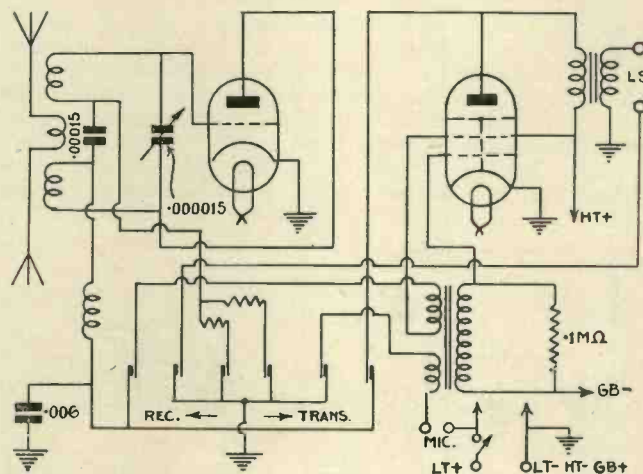 .00015
.000015
LS
HT+
.1MΩ
GB-
.006
REC.
TRANS.
MIC.
LT+
LT- HT- GB+